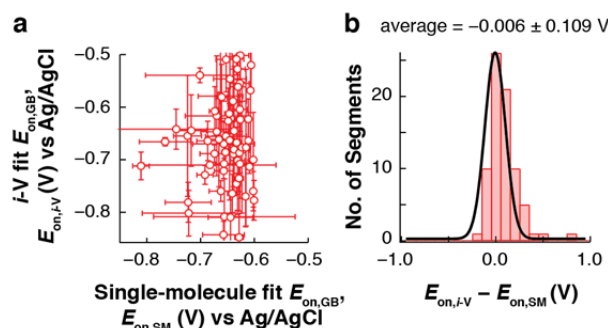 a
b
average = −0.006 ± 0.109 V
i-V fit E_on,GB,
E_on,i-V (V) vs Ag/AgCl
−0.5
−0.6
−0.7
−0.8
−0.8 −0.7 −0.6 −0.5
Single-molecule fit E_on,GB,
E_on,SM (V) vs Ag/AgCl
No. of Segments
20
10
0
-1.0 0.0 1.0
E_on,i-V − E_on,SM (V)